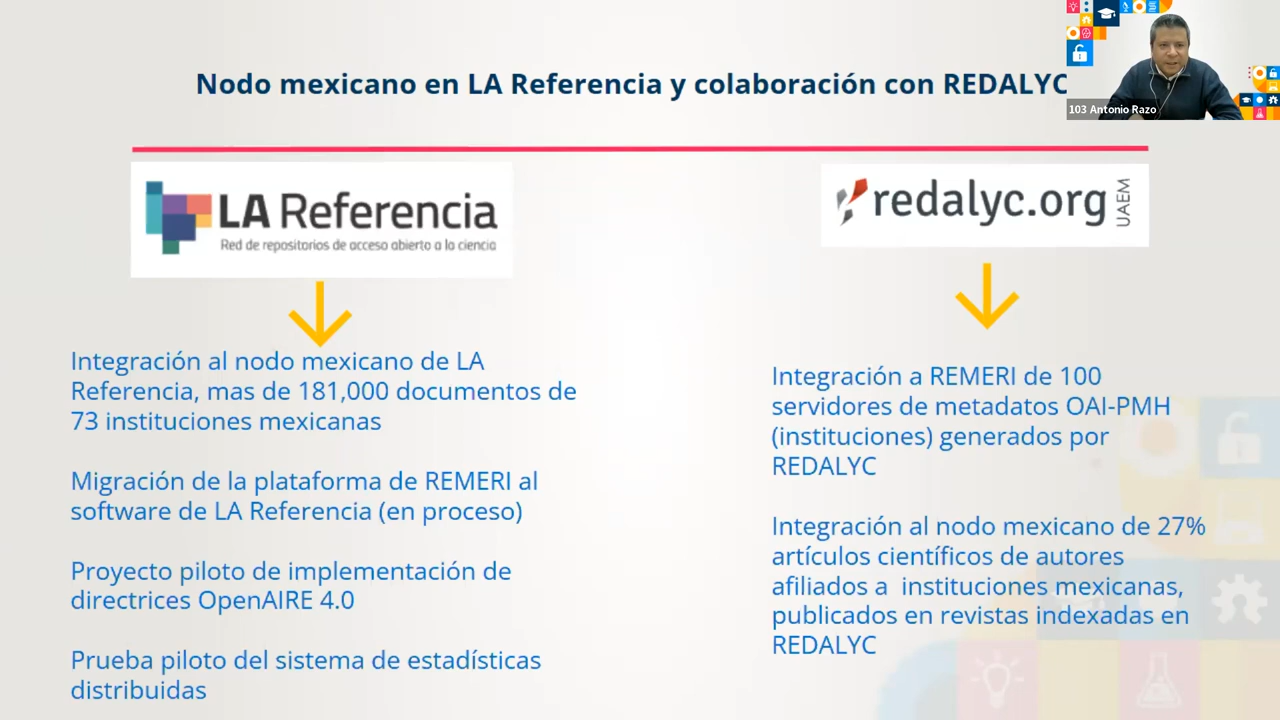 Nodo mexicano en LA Referencia y colaboración con REDALYC
103 Antonio Razo
LA Referencia
Red de repositorios de acceso abierto a la ciencia
Integración al nodo mexicano de LA
Referencia, mas de 181,000 documentos de
73 instituciones mexicanas
Migración de la plataforma de REMERI al
software de LA Referencia (en proceso)
Proyecto piloto de implementación de
directrices OpenAIRE 4.0
Prueba piloto del sistema de estadísticas
distribuidas
redalyc.org
UAEM
Integración a REMERI de 100
servidores de metadatos OAI-PMH
(instituciones) generados por
REDALYC
Integración al nodo mexicano de 27%
artículos científicos de autores
afiliados a  instituciones mexicanas,
publicados en revistas indexadas en
REDALYC